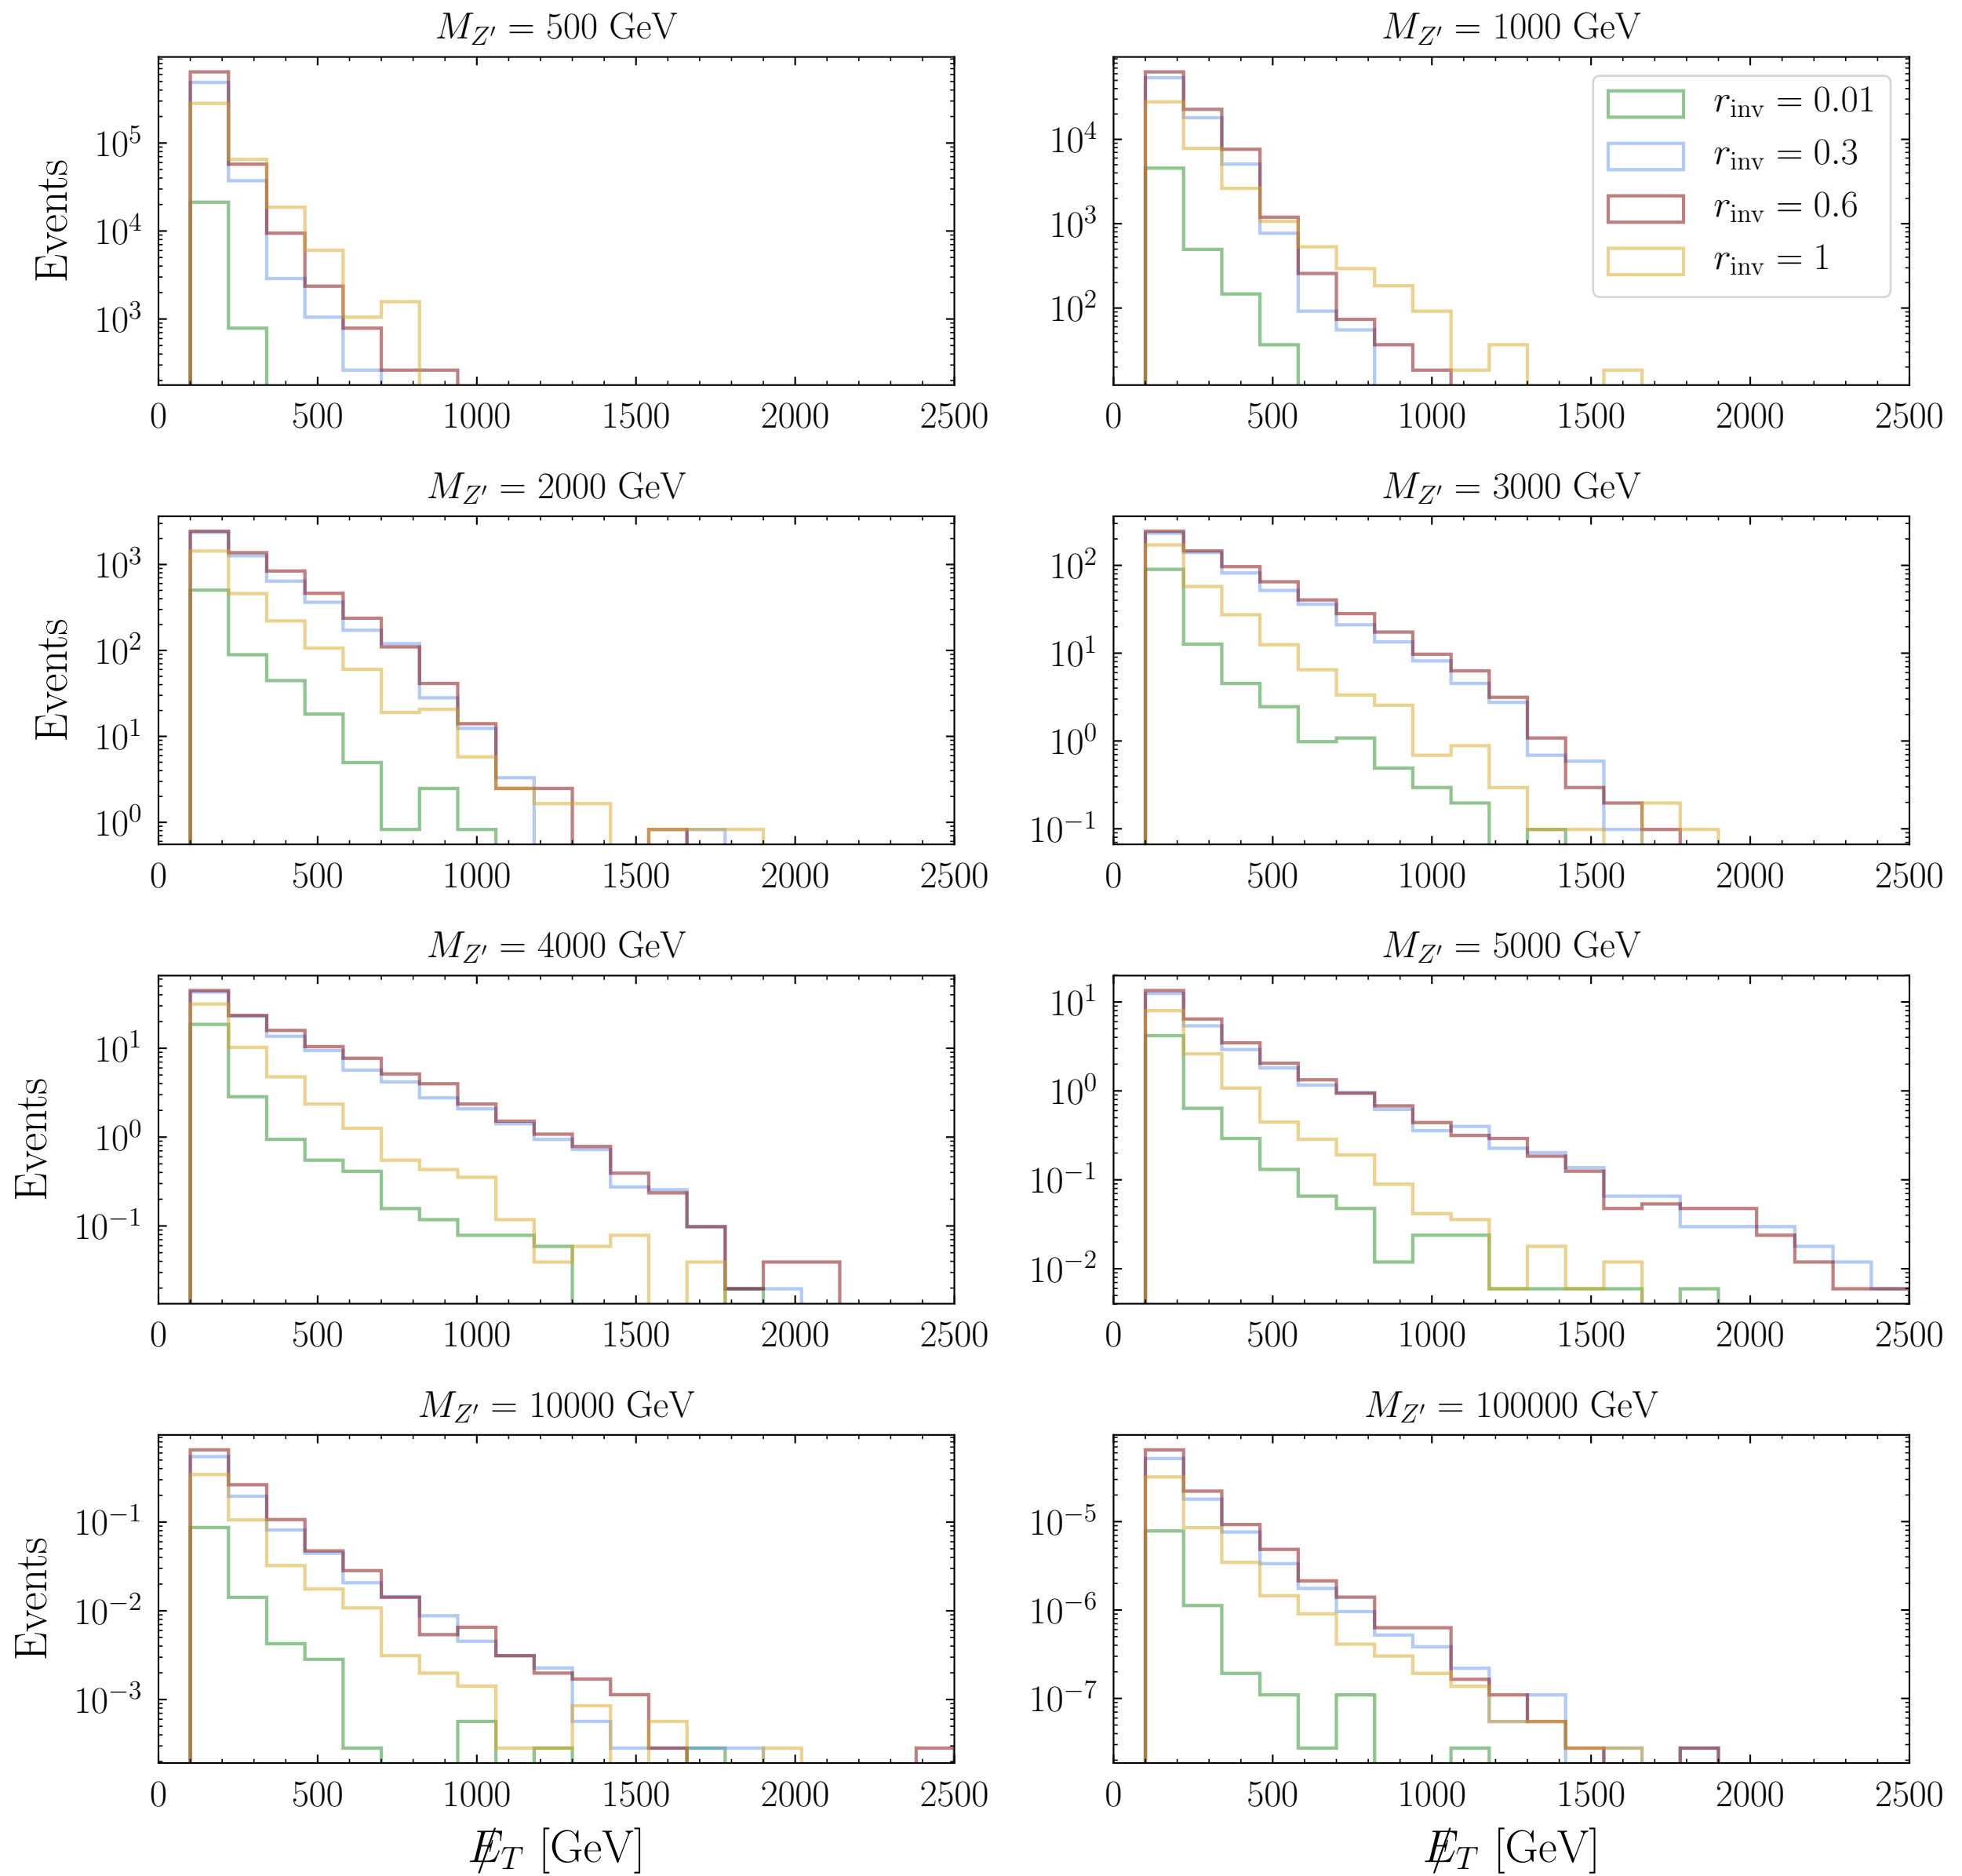 M_{Z'} = 500 GeV
M_{Z'} = 1000 GeV
Events
10^5
10^4
10^3
0 500 1000 1500 2000 2500
10^4
10^3
10^2
r_inv = 0.01
r_inv = 0.3
r_inv = 0.6
r_inv = 1
0 500 1000 1500 2000 2500
M_{Z'} = 2000 GeV
M_{Z'} = 3000 GeV
Events
10^3
10^2
10^1
10^0
0 500 1000 1500 2000 2500
10^2
10^1
10^0
10^{-1}
0 500 1000 1500 2000 2500
M_{Z'} = 4000 GeV
M_{Z'} = 5000 GeV
Events
10^1
10^0
10^{-1}
0 500 1000 1500 2000 2500
10^1
10^0
10^{-1}
10^{-2}
0 500 1000 1500 2000 2500
M_{Z'} = 10000 GeV
M_{Z'} = 100000 GeV
Events
10^{-1}
10^{-2}
10^{-3}
0 500 1000 1500 2000 2500
10^{-5}
10^{-6}
10^{-7}
0 500 1000 1500 2000 2500
E̸_T [GeV]
E̸_T [GeV]